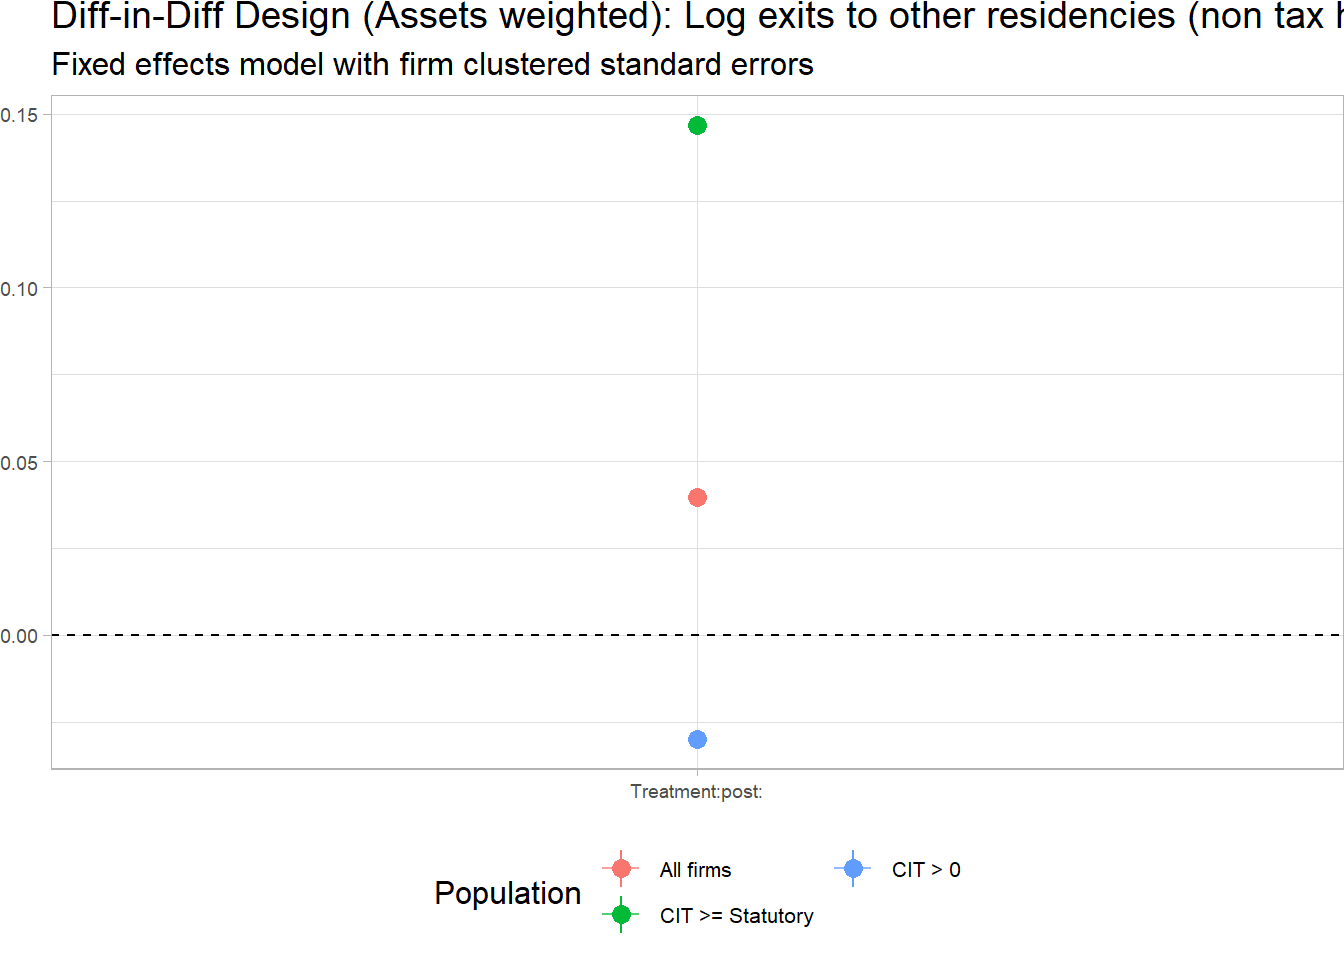 Diff-in-Diff Design (Assets weighted): Log exits to other residencies (non tax
Fixed effects model with firm clustered standard errors
0.15
0.10
0.05
0.00
Treatment:post:
Population
All firms
CIT > 0
CIT >= Statutory